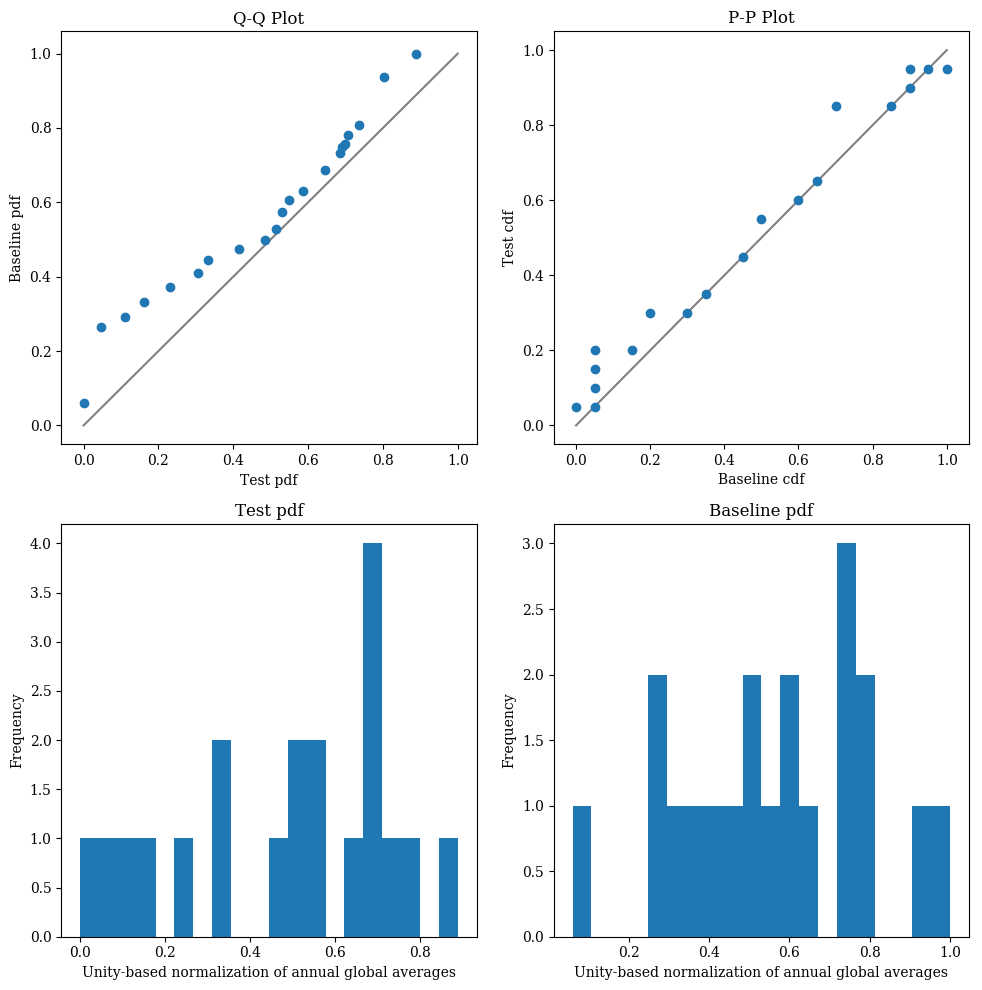 Q-Q Plot
1.0
0.8
0.6
0.4
0.2
0.0
Baseline pdf
0.0 0.2 0.4 0.6 0.8 1.0
Test pdf
P-P Plot
1.0
0.8
0.6
0.4
0.2
0.0
Test cdf
0.0 0.2 0.4 0.6 0.8 1.0
Baseline cdf
Test pdf
4.0
3.5
3.0
2.5
2.0
1.5
1.0
0.5
0.0
Frequency
0.0 0.2 0.4 0.6 0.8
Unity-based normalization of annual global averages
Baseline pdf
3.0
2.5
2.0
1.5
1.0
0.5
0.0
Frequency
0.2 0.4 0.6 0.8 1.0
Unity-based normalization of annual global averages